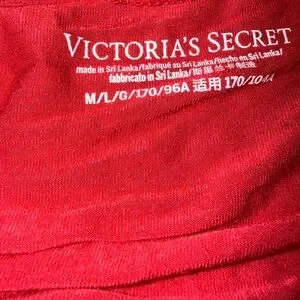 VICTORIA'S SECRET
made in Sri Lanka/fabriqué au Sri Lanka/hecho en Sri Lanka/
fabbricato in Sri Lanka/斯里兰卡制造
M/L/G/170/96A 适用 170/104A